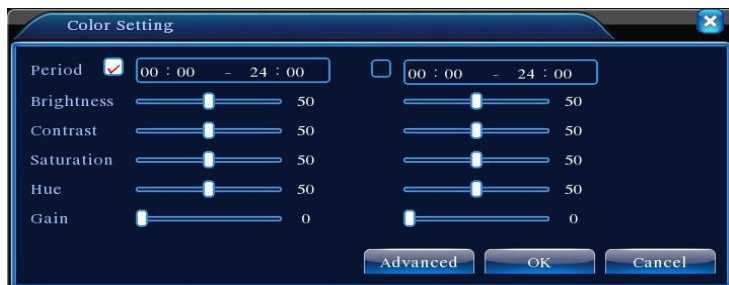 Color Setting
Period 00 : 00 - 24 : 00 00 : 00 - 24 : 00
Brightness 50 50
Contrast 50 50
Saturation 50 50
Hue 50 50
Gain 0 0
Advanced OK Cancel